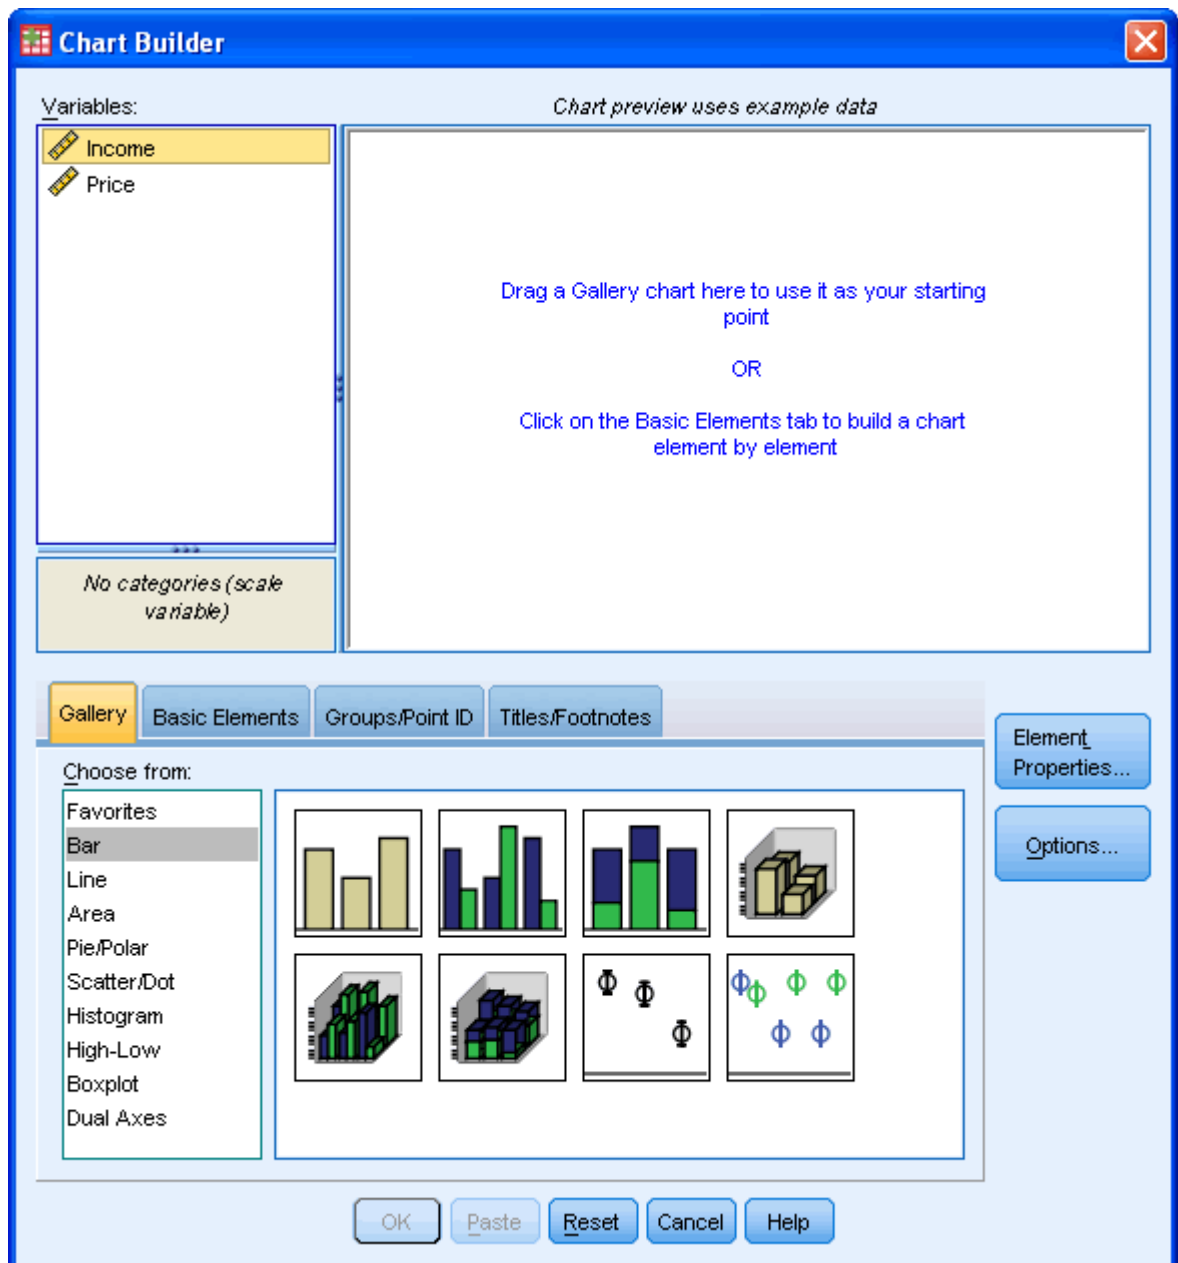 Chart Builder
Variables:
Chart preview uses example data
Income
Price
Drag a Gallery chart here to use it as your starting
point
OR
Click on the Basic Elements tab to build a chart
element by element
No categories (scale
variable)
Gallery
Basic Elements
Groups/Point ID
Titles/Footnotes
Element
Properties...
Options...
Choose from:
Favorites
Bar
Line
Area
Pie/Polar
Scatter/Dot
Histogram
High-Low
Boxplot
Dual Axes
OK
Paste
Reset
Cancel
Help